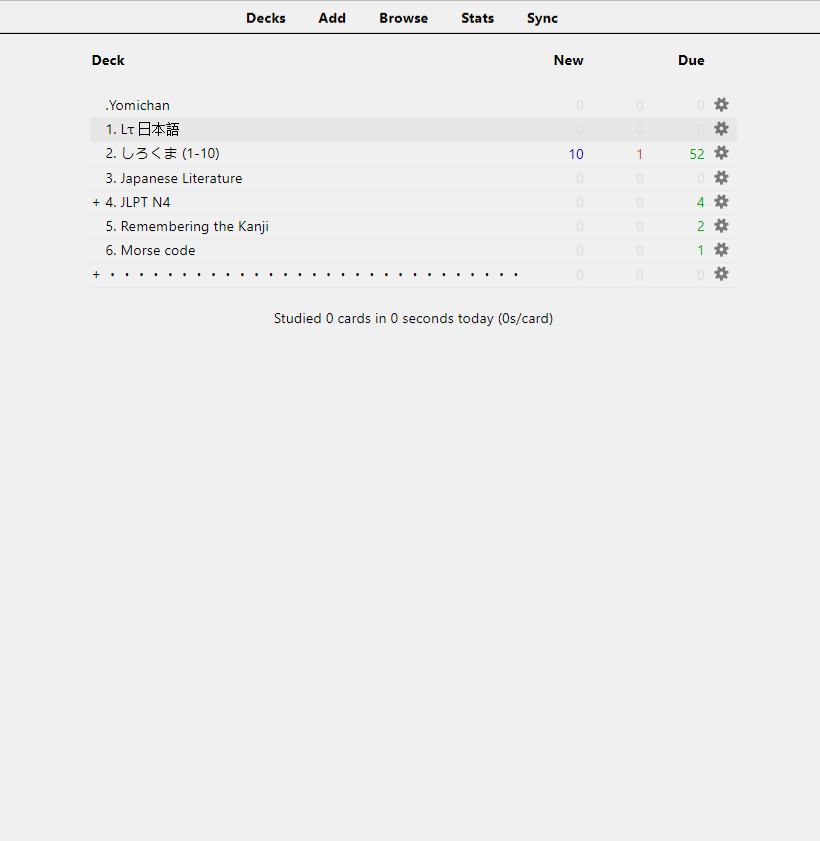 Decks Add Browse Stats Sync
Deck New Due
.Yomichan 0 0 0
1. Lτ 日本語 0 0 0
2. しろくま (1-10) 10 1 52
3. Japanese Literature 0 0 0
+ 4. JLPT N4 0 0 4
5. Remembering the Kanji 0 0 2
6. Morse code 0 0 1
+ ・・・・・・・・・・・・・・・・・・・・・・・・・・・・・ 0 0 0
Studied 0 cards in 0 seconds today (0s/card)